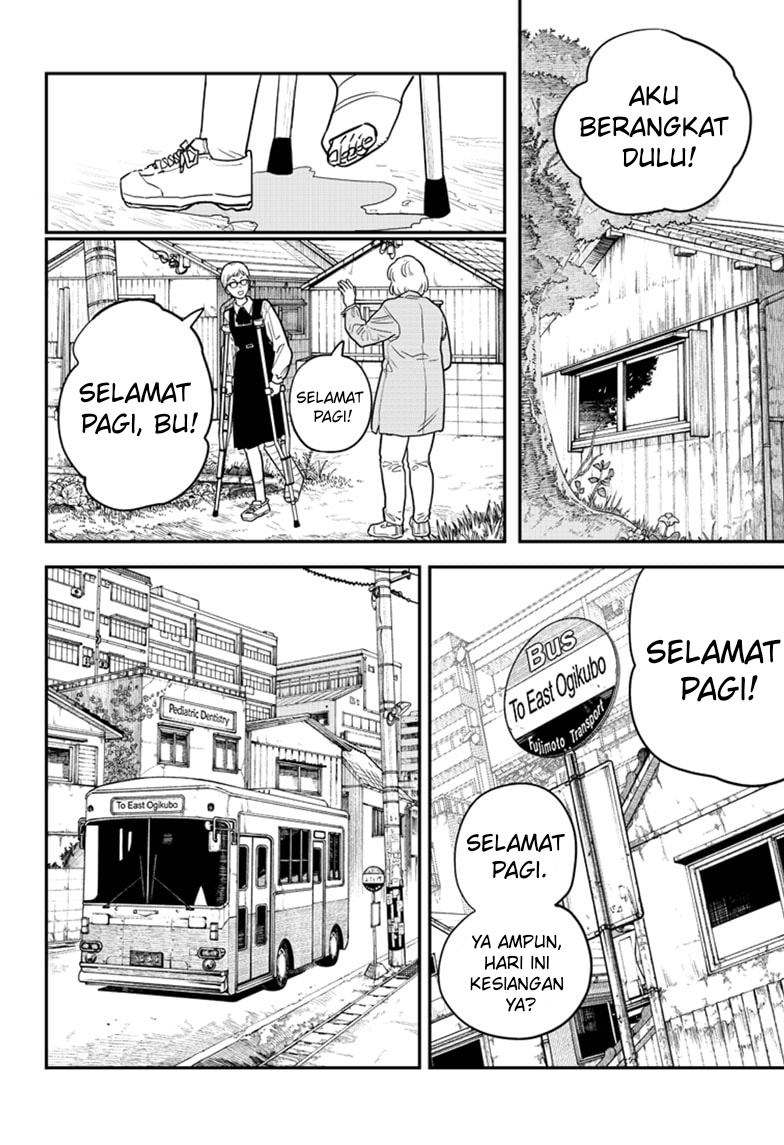 AKU
BERANGKAT
DULU!
SELAMAT
PAGI!
SELAMAT
PAGI, BU!
SELAMAT
PAGI!
Bus
To East Ogikubo
Fujimoto Transport
SELAMAT
PAGI.
YA AMPUN,
HARI INI
KESIANGAN
YA?
Pediatric Dentistry
To East Ogikubo